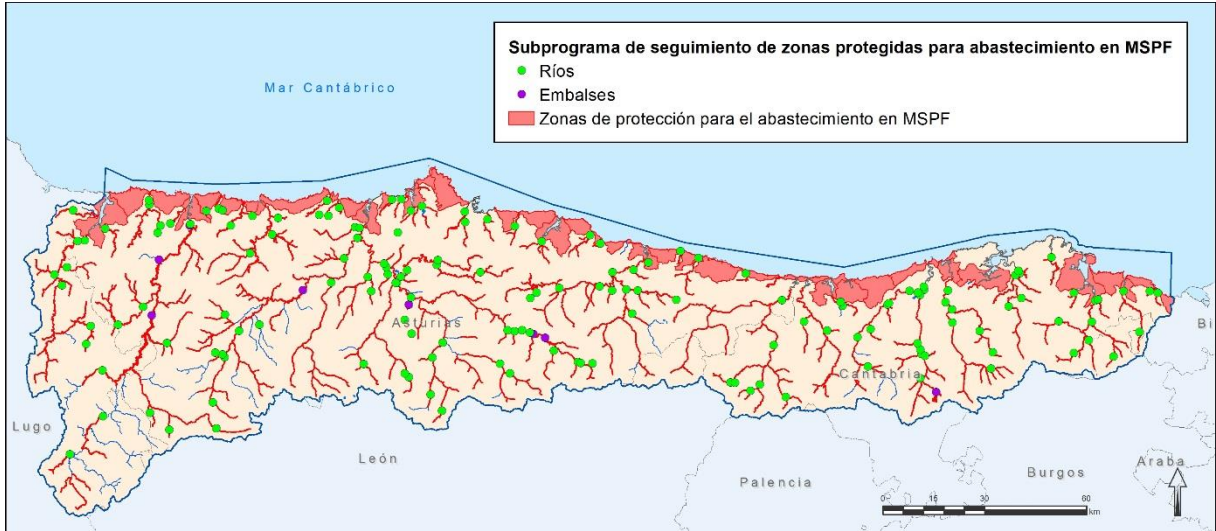 Subprograma de seguimiento de zonas protegidas para abastecimiento en MSPF
Ríos
Embalses
Zonas de protección para el abastecimiento en MSPF
Mar Cantábrico
Asturias
Cantabria
Bi
Lugo
León
Palencia
Burgos
Araba
0 15 30 60
km